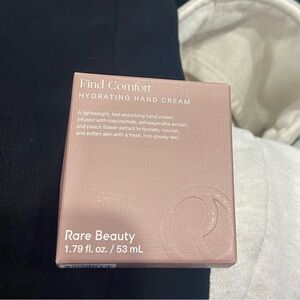 Find Comfort
HYDRATING HAND CREAM
A lightweight, fast absorbing hand cream
infused with niacinamide, ashwagandha extract,
and peach flower extract to hydrate, nourish,
and soften skin with a fresh, non-greasy feel
Rare Beauty
1.79 fl. oz. / 53 mL